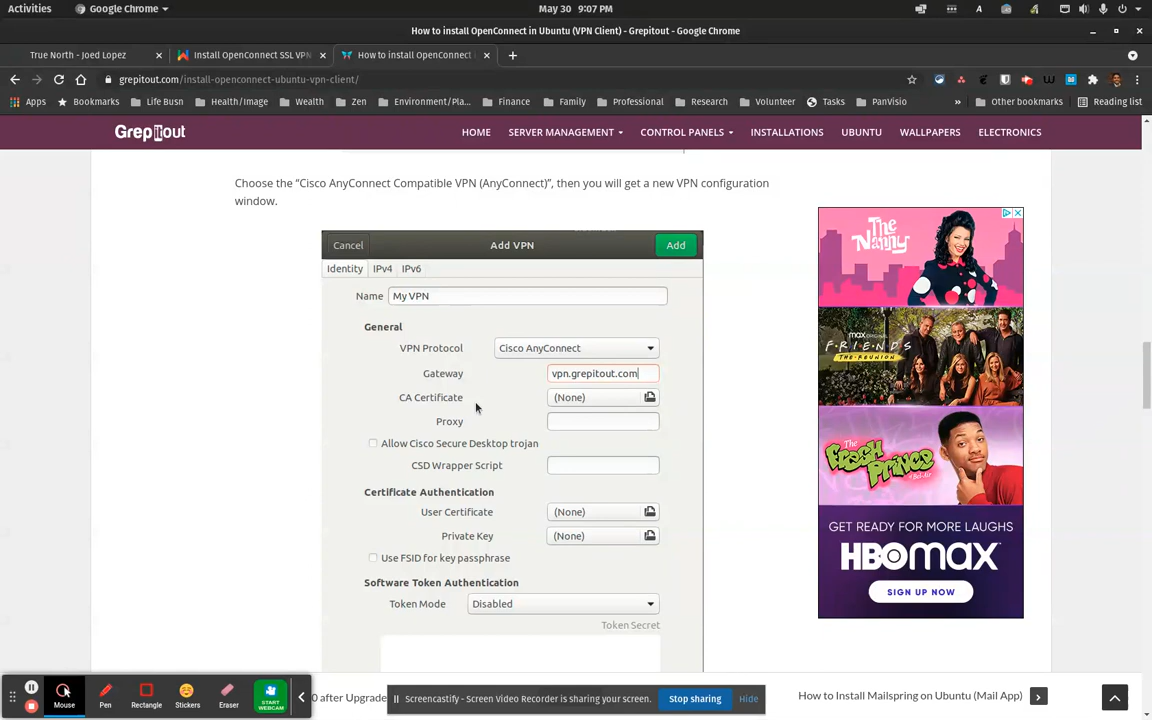 Activities
Google Chrome
May 30 9:07 PM
How to install OpenConnect in Ubuntu (VPN Client) - Grepitout - Google Chrome
True North - Joed Lopez
Install OpenConnect SSL VPN
How to install OpenConnect
grepitout.com/install-openconnect-ubuntu-vpn-client/
Apps
Bookmarks
Life Busn
Health/Image
Wealth
Zen
Environment/Pla...
Finance
Family
Professional
Research
Volunteer
Tasks
PanVisio
»
Other bookmarks
Reading list
Grepitout
HOME
SERVER MANAGEMENT
CONTROL PANELS
INSTALLATIONS
UBUNTU
WALLPAPERS
ELECTRONICS
Choose the “Cisco AnyConnect Compatible VPN (AnyConnect)”, then you will get a new VPN configuration
window.
Cancel
Add VPN
Add
Identity
IPv4
IPv6
Name My VPN
General
VPN Protocol Cisco AnyConnect
Gateway vpn.grepitout.com
CA Certificate (None)
Proxy
Allow Cisco Secure Desktop trojan
CSD Wrapper Script
Certificate Authentication
User Certificate (None)
Private Key (None)
Use FSID for key passphrase
Software Token Authentication
Token Mode Disabled
Token Secret
The
Nanny
max ORIGINAL
FRIENDS
THE REUNION
The
Fresh
Prince
of Bel-Air
GET READY FOR MORE LAUGHS
HBOmax
SIGN UP NOW
Mouse
Pen
Rectangle
Stickers
Eraser
START
WEBCAM
0 after Upgrade
Screencastify - Screen Video Recorder is sharing your screen.
Stop sharing
Hide
How to Install Mailspring on Ubuntu (Mail App)